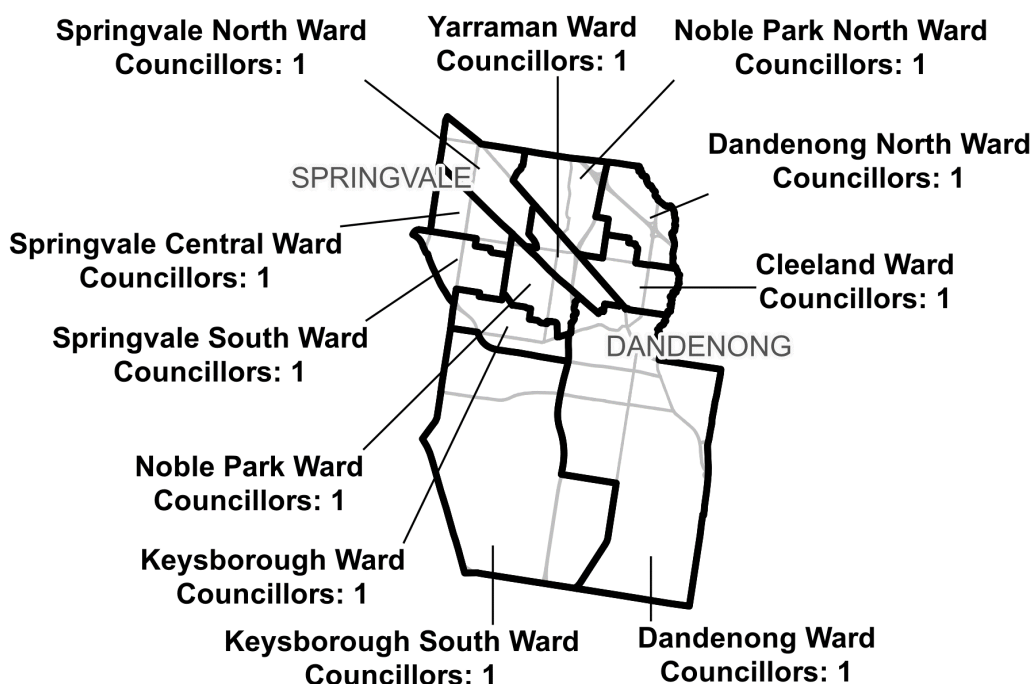 Springvale North Ward
Councillors: 1
Yarraman Ward
Councillors: 1
Noble Park North Ward
Councillors: 1
Dandenong North Ward
Councillors: 1
SPRINGVALE
Springvale Central Ward
Councillors: 1
Cleeland Ward
Councillors: 1
Springvale South Ward
Councillors: 1
DANDENONG
Noble Park Ward
Councillors: 1
Keysborough Ward
Councillors: 1
Keysborough South Ward
Councillors: 1
Dandenong Ward
Councillors: 1